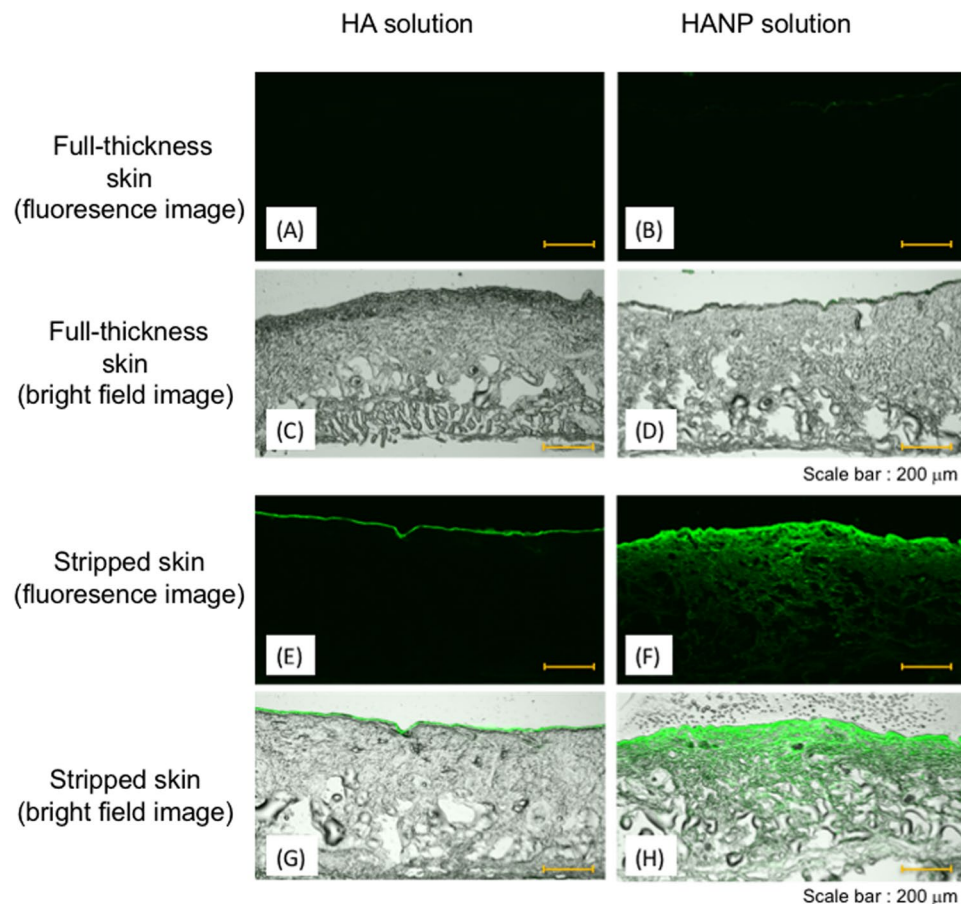 HA solution
HANP solution
Full-thickness
skin
(fluoresence image)
(A)
(B)
Full-thickness
skin
(bright field image)
(C)
(D)
Scale bar : 200 μm
Stripped skin
(fluoresence image)
(E)
(F)
Stripped skin
(bright field image)
(G)
(H)
Scale bar : 200 μm